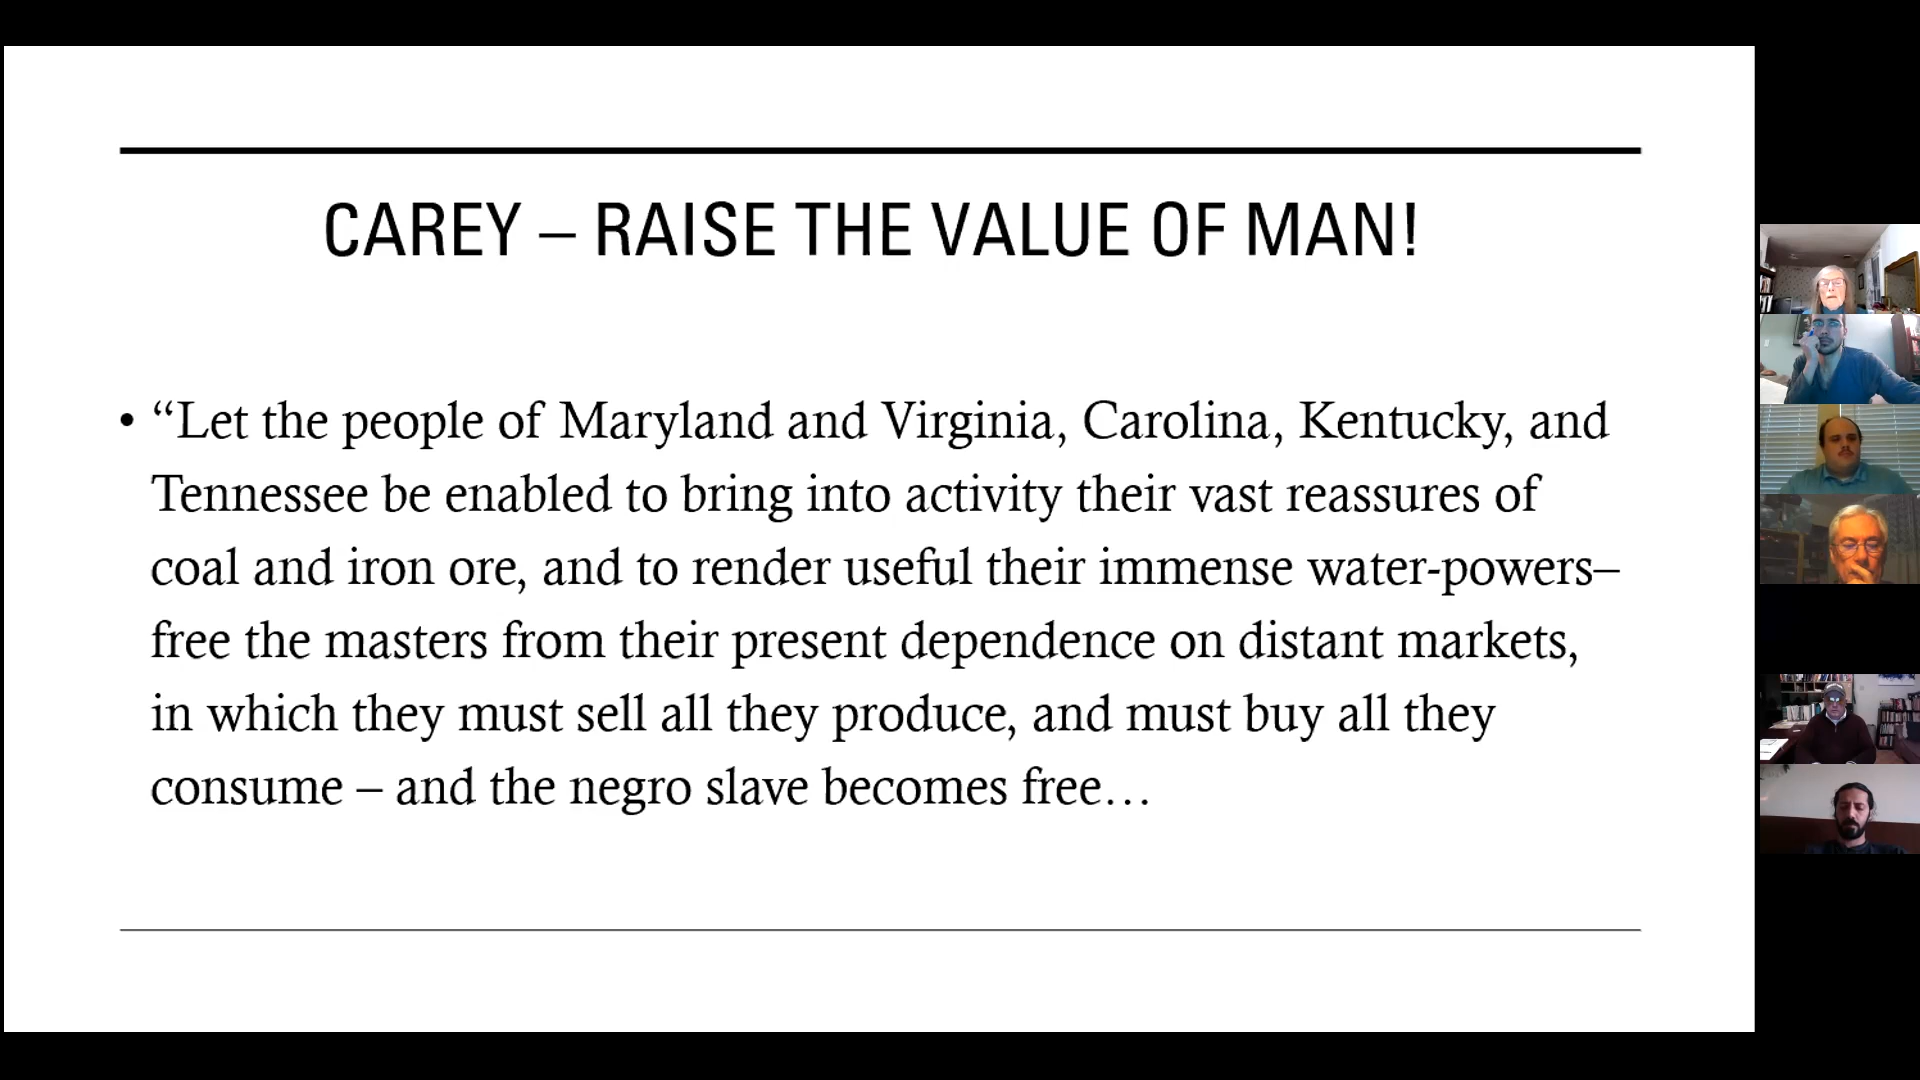 CAREY – RAISE THE VALUE OF MAN!
• “Let the people of Maryland and Virginia, Carolina, Kentucky, and
Tennessee be enabled to bring into activity their vast reassures of
coal and iron ore, and to render useful their immense water-powers–
free the masters from their present dependence on distant markets,
in which they must sell all they produce, and must buy all they
consume – and the negro slave becomes free…